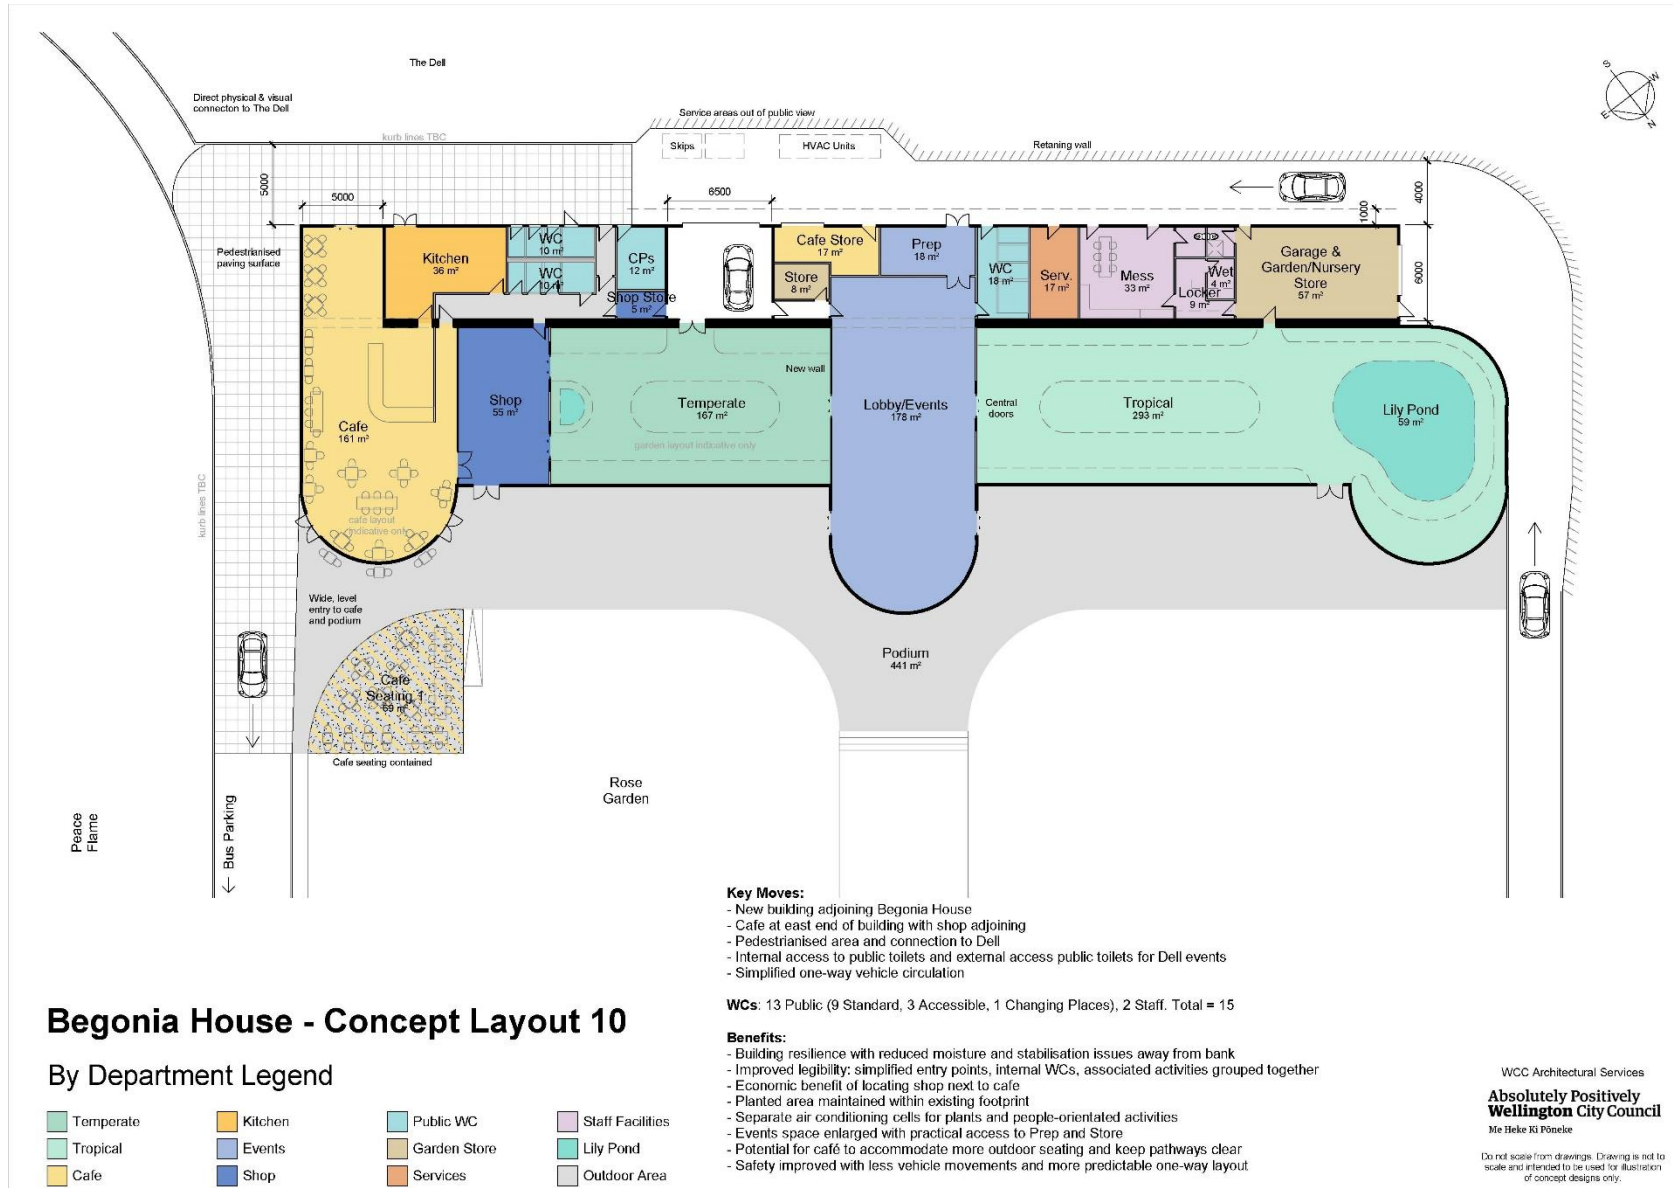 The Dell
Direct physical & visual
connecton to The Dell
kurb lines TBC
Service areas out of public view
Skips
HVAC Units
Retaning wall
S
W
E
N
5000
5000
6500
4000
1000
6000
Pedestrianised
paving surface
Kitchen
36 m²
WC
10 m²
WC
10 m²
CPs
12 m²
Shop Store
5 m²
Cafe Store
17 m²
Store
8 m²
Prep
18 m²
WC
18 m²
Serv.
17 m²
Mess
33 m²
Locker
9 m²
Wet
4 m²
Garage &
Garden/Nursery
Store
57 m²
New wall
Shop
55 m²
Temperate
167 m²
garden layout indicative only
Lobby/Events
178 m²
Central
doors
Tropical
293 m²
Lily Pond
59 m²
Cafe
161 m²
cafe layout
indicative only
kurb lines TBC
Wide, level
entry to cafe
and podium
Podium
441 m²
Cafe
Seating 1
69 m²
Cafe seating contained
Rose
Garden
Peace
Flame
Bus Parking
Key Moves:
- New building adjoining Begonia House
- Cafe at east end of building with shop adjoining
- Pedestrianised area and connection to Dell
- Internal access to public toilets and external access public toilets for Dell events
- Simplified one-way vehicle circulation
WCs: 13 Public (9 Standard, 3 Accessible, 1 Changing Places), 2 Staff. Total = 15
Benefits:
- Building resilience with reduced moisture and stabilisation issues away from bank
- Improved legibility: simplified entry points, internal WCs, associated activities grouped together
- Economic benefit of locating shop next to cafe
- Planted area maintained within existing footprint
- Separate air conditioning cells for plants and people-orientated activities
- Events space enlarged with practical access to Prep and Store
- Potential for café to accommodate more outdoor seating and keep pathways clear
- Safety improved with less vehicle movements and more predictable one-way layout
Begonia House - Concept Layout 10
By Department Legend
Temperate
Kitchen
Public WC
Staff Facilities
Tropical
Events
Garden Store
Lily Pond
Cafe
Shop
Services
Outdoor Area
WCC Architectural Services
Absolutely Positively
Wellington City Council
Me Heke Ki Pōneke
Do not scale from drawings. Drawing is not to
scale and intended to be used for illustration
of concept designs only.